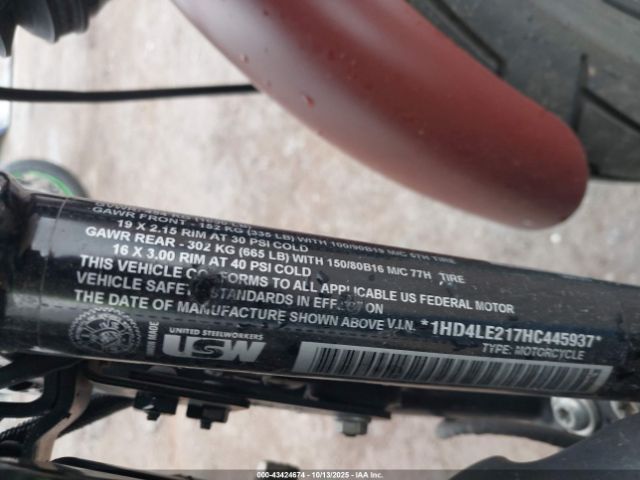 GAWR FRONT - 152 KG (335 LB) WITH 100/90B19 M/C 57H TIRE
19 X 2.15 RIM AT 30 PSI COLD
GAWR REAR - 302 KG (665 LB) WITH 150/80B16 M/C 77H TIRE
16 X 3.00 RIM AT 40 PSI COLD
THIS VEHICLE CONFORMS TO ALL APPLICABLE US FEDERAL MOTOR
VEHICLE SAFETY STANDARDS IN EFFECT ON
THE DATE OF MANUFACTURE SHOWN ABOVE V.I.N. *1HD4LE217HC445937*
TYPE: MOTORCYCLE
UNION MADE
UNITED STEELWORKERS
USW
000-43424674 | 10/13/2025 - IAA Inc.